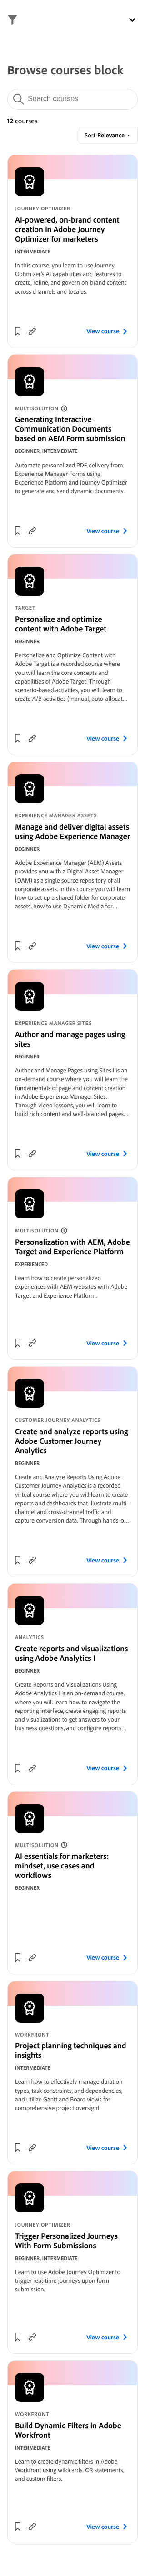 Browse courses block
Search courses
12 courses
Sort Relevance
JOURNEY OPTIMIZER
AI-powered, on-brand content
creation in Adobe Journey
Optimizer for marketers
INTERMEDIATE
In this course, you learn to use Journey
Optimizer's AI capabilities and features to
create, refine, and govern on-brand content
across channels and locales.
View course
MULTISOLUTION
Generating Interactive
Communication Documents
based on AEM Form submission
BEGINNER, INTERMEDIATE
Automate personalized PDF delivery from
Experience Manager Forms using
Experience Platform and Journey Optimizer
to generate and send dynamic documents.
View course
TARGET
Personalize and optimize
content with Adobe Target
BEGINNER
Personalize and Optimize Content with
Adobe Target is a recorded course where
you will learn the core concepts and
capabilities of Adobe Target. Through
scenario-based activities, you will learn to
create A/B activities (manual, auto-allocat...
View course
EXPERIENCE MANAGER ASSETS
Manage and deliver digital assets
using Adobe Experience Manager
BEGINNER
Adobe Experience Manager (AEM) Assets
provides you with a Digital Asset Manager
(DAM) as a single-source repository of all
corporate assets. In this course you will learn
how to set up a shared folder for corporate
assets, how to use Dynamic Media for...
View course
EXPERIENCE MANAGER SITES
Author and manage pages using
sites
BEGINNER
Author and Manage Pages using Sites I is an
on-demand course where you will learn the
fundamentals of page and content creation
in Adobe Experience Manager Sites.
Through video lessons, you will learn to
build rich content and well-branded pages...
View course
MULTISOLUTION
Personalization with AEM, Adobe
Target and Experience Platform
EXPERIENCED
Learn how to create personalized
experiences with AEM websites with Adobe
Target and Experience Platform.
View course
CUSTOMER JOURNEY ANALYTICS
Create and analyze reports using
Adobe Customer Journey
Analytics
BEGINNER
Create and Analyze Reports Using Adobe
Customer Journey Analytics is a recorded
virtual course where you will learn to create
reports and dashboards that illustrate multi-
channel and cross-channel traffic and
capture conversion data. Through hands-o...
View course
ANALYTICS
Create reports and visualizations
using Adobe Analytics I
BEGINNER
Create Reports and Visualizations Using
Adobe Analytics I is an on-demand course,
where you will learn how to navigate the
reporting interface, create engaging reports
and visualizations to get answers to your
business questions, and configure reports...
View course
MULTISOLUTION
AI essentials for marketers:
mindset, use cases and
workflows
BEGINNER
View course
WORKFRONT
Project planning techniques and
insights
INTERMEDIATE
Learn how to effectively manage duration
types, task constraints, and dependencies,
and utilize Gantt and Board views for
comprehensive project oversight.
View course
JOURNEY OPTIMIZER
Trigger Personalized Journeys
With Form Submissions
BEGINNER, INTERMEDIATE
Learn to use Adobe Journey Optimizer to
trigger real-time journeys upon form
submission.
View course
WORKFRONT
Build Dynamic Filters in Adobe
Workfront
INTERMEDIATE
Learn to create dynamic filters in Adobe
Workfront using wildcards, OR statements,
and custom filters.
View course